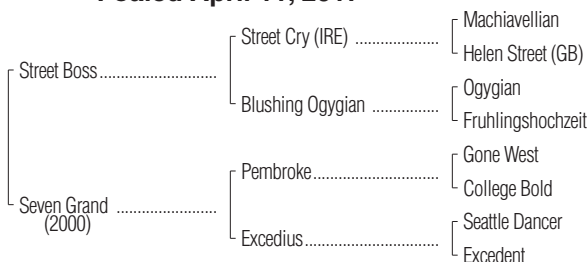 Foaled April
Machiavellian
Street Cry (IRE) ....................
Helen Street (GB)
Street Boss............................
Ogygian
Blushing Ogygian ................
Fruhlingshochzeit
Gone West
Pembroke..............................
College Bold
Seven Grand ........................
(2000)
Seattle Dancer
Excedius................................
Excedent